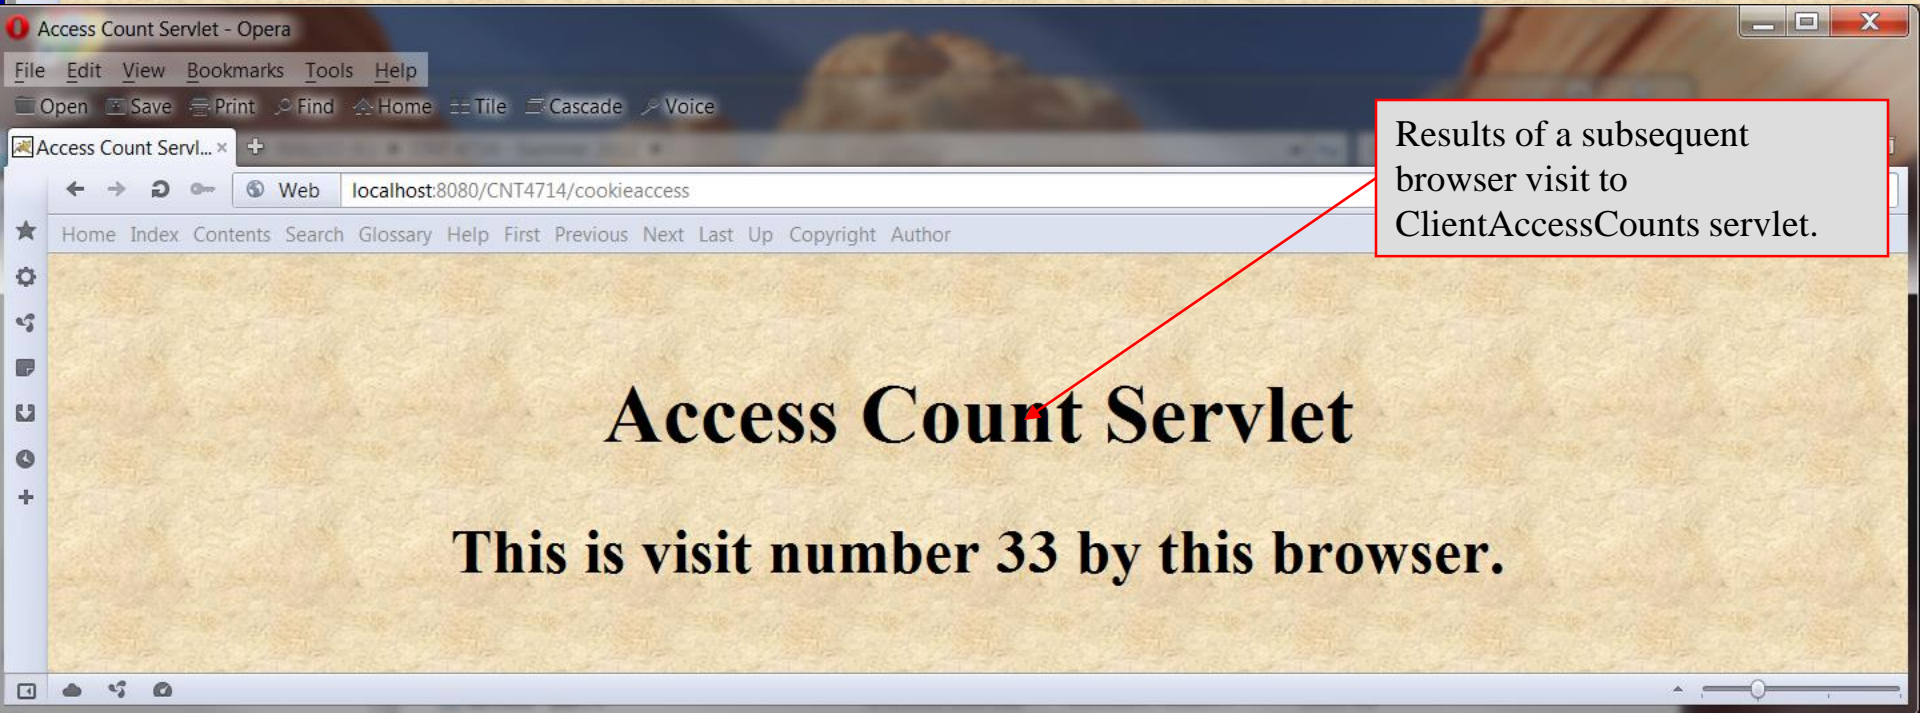 Access Count Servlet - Opera
File Edit View Bookmarks Tools Help
Open Save Print Find Home Tile Cascade Voice
Access Count Servl...
Web localhost:8080/CNT4714/cookieaccess
Home Index Contents Search Glossary Help First Previous Next Last Up Copyright Author
Results of a subsequent
browser visit to
ClientAccessCounts servlet.
Access Count Servlet
This is visit number 33 by this browser.